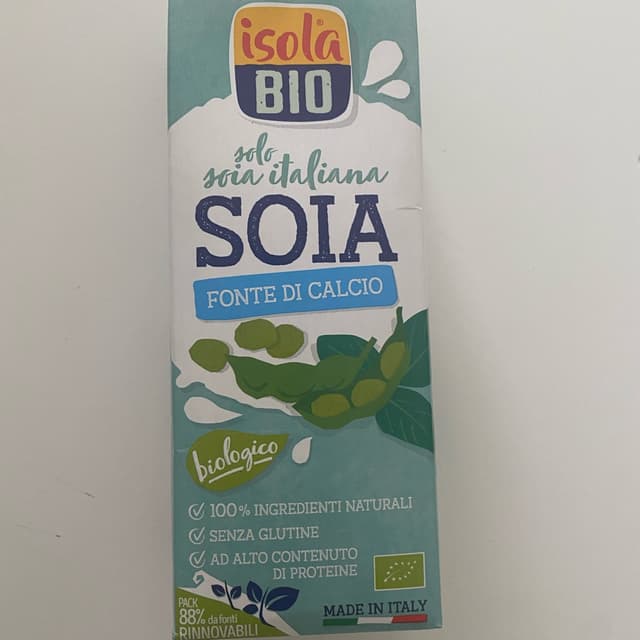 isola
BIO
solo
soia italiana
SOIA
FONTE DI CALCIO
biologico
100% INGREDIENTI NATURALI
SENZA GLUTINE
AD ALTO CONTENUTO
DI PROTEINE
PACK
88% da fonti
RINNOVABILI
MADE IN ITALY